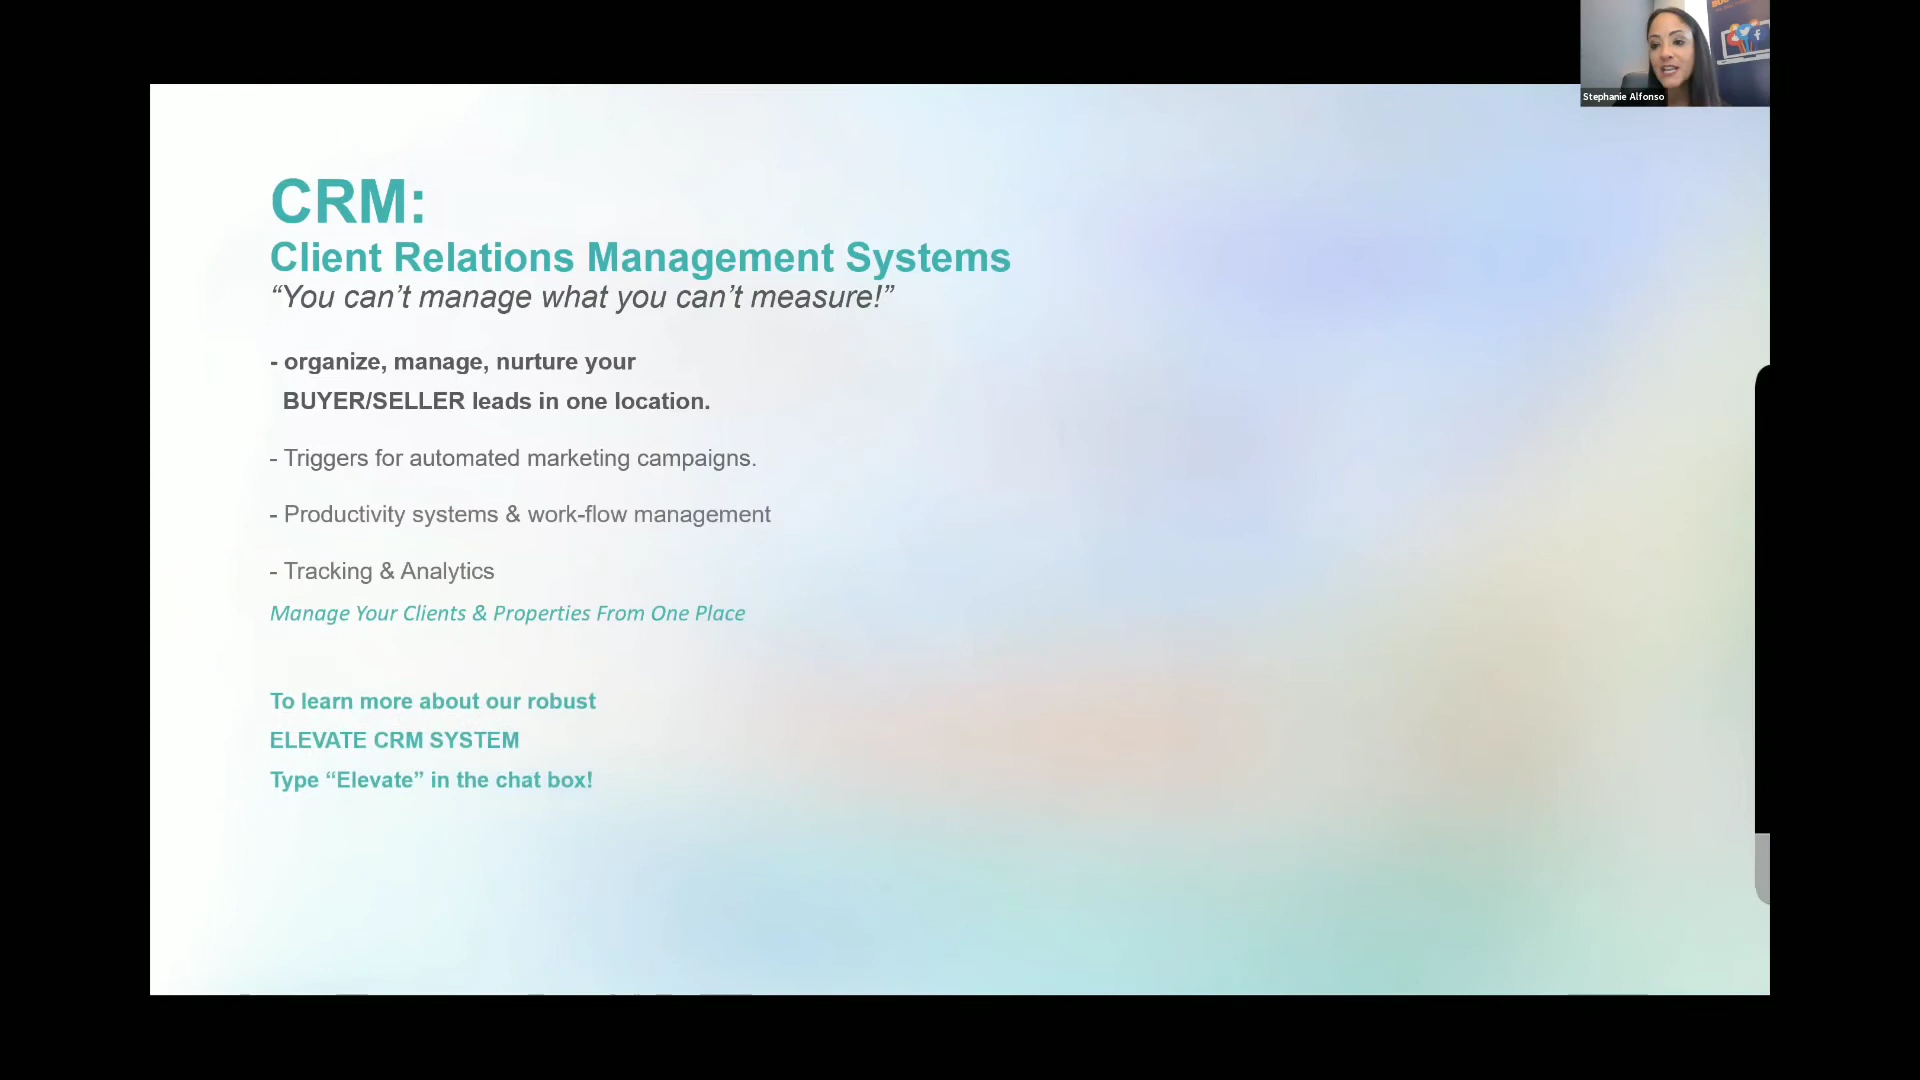 Stephanie Alfonso
CRM:
Client Relations Management Systems
“You can’t manage what you can’t measure!”
- organize, manage, nurture your
BUYER/SELLER leads in one location.
- Triggers for automated marketing campaigns.
- Productivity systems & work-flow management
- Tracking & Analytics
Manage Your Clients & Properties From One Place
To learn more about our robust
ELEVATE CRM SYSTEM
Type “Elevate” in the chat box!